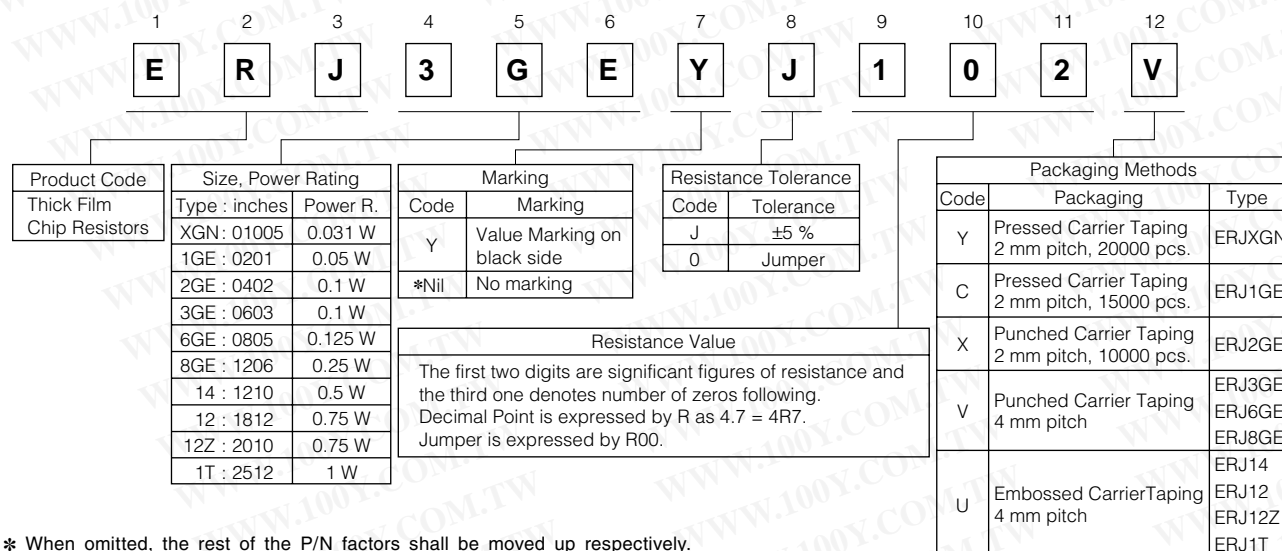 1 2 3 4 5 6 7 8 9 10 11 12
E R J 3 G E Y J 1 0 2 V
Product Code
Thick Film
Chip Resistors
Size, Power Rating
Type : inches Power R.
XGN : 01005 0.031 W
1GE : 0201 0.05 W
2GE : 0402 0.1 W
3GE : 0603 0.1 W
6GE : 0805 0.125 W
8GE : 1206 0.25 W
14 : 1210 0.5 W
12 : 1812 0.75 W
12Z : 2010 0.75 W
1T : 2512 1 W
Marking
Code Marking
Y Value Marking on
black side
*Nil No marking
Resistance Tolerance
Code Tolerance
J ±5 %
0 Jumper
Resistance Value
The first two digits are significant figures of resistance and
the third one denotes number of zeros following.
Decimal Point is expressed by R as 4.7 = 4R7.
Jumper is expressed by R00.
Packaging Methods
Code Packaging Type
Y Pressed Carrier Taping
2 mm pitch, 20000 pcs. ERJXGN
C Pressed Carrier Taping
2 mm pitch, 15000 pcs. ERJ1GE
X Punched Carrier Taping
2 mm pitch, 10000 pcs. ERJ2GE
V Punched Carrier Taping
4 mm pitch
ERJ3GE
ERJ6GE
ERJ8GE
U Embossed CarrierTaping
4 mm pitch
ERJ14
ERJ12
ERJ12Z
ERJ1T
* When omitted, the rest of the P/N factors shall be moved up respectively.
WWW.100Y.COM.TW